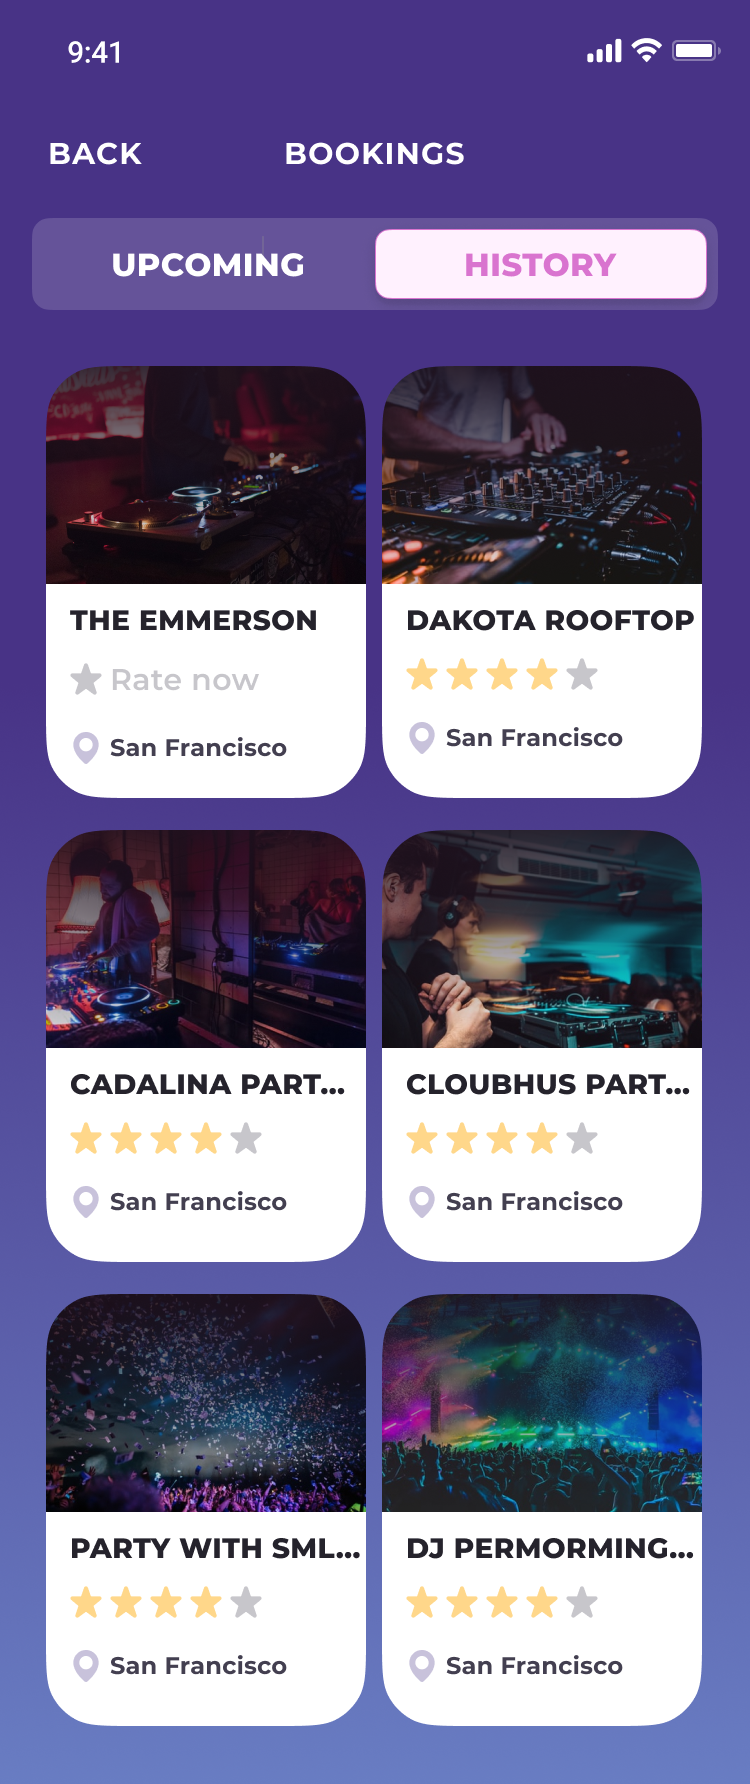 9:41
BACK BOOKINGS
UPCOMING HISTORY
THE EMMERSON
Rate now
San Francisco
DAKOTA ROOFTOP
San Francisco
CADALINA PART...
San Francisco
CLOUBHUS PART...
San Francisco
PARTY WITH SML...
San Francisco
DJ PERMORMING...
San Francisco